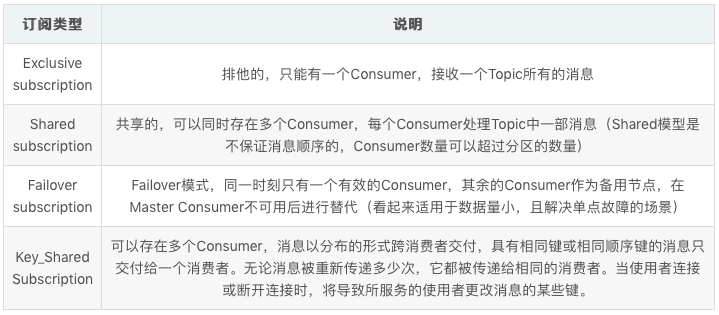 订阅类型 说明
Exclusive
subscription
排他的，只能有一个Consumer，接收一个Topic所有的消息
Shared
subscription
共享的，可以同时存在多个Consumer，每个Consumer处理Topic中一部分消息（Shared模型是
不保证消息顺序的，Consumer数量可以超过分区的数量）
Failover
subscription
Failover模式，同一时刻只有一个有效的Consumer，其余的Consumer作为备用节点，在
Master Consumer不可用后进行替代（看起来适用于数据量小，且解决单点故障的场景）
Key_Shared
Subscription
可以存在多个Consumer，消息以分布的形式跨消费者交付，具有相同键或相同顺序键的消息只
交付给一个消费者。无论消息被重新传递多少次，它都被传递给相同的消费者。当使用者连接
或断开连接时，将导致所服务的使用者更改消息的某些键。